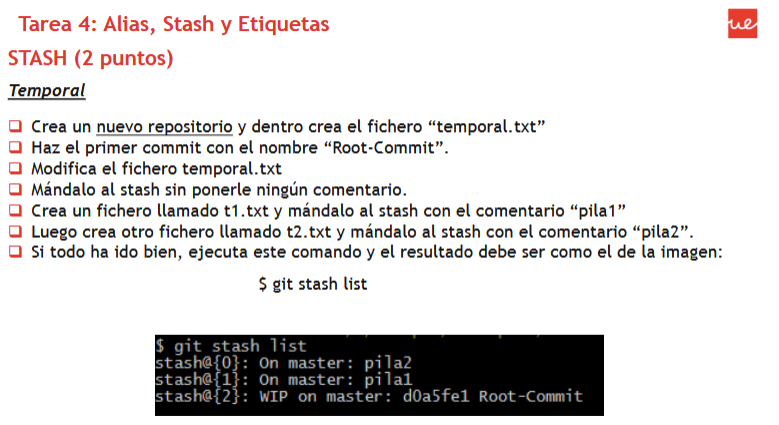 Tarea 4: Alias, Stash y Etiquetas
ue
STASH (2 puntos)
Temporal
Crea un nuevo repositorio y dentro crea el fichero “temporal.txt”
Haz el primer commit con el nombre “Root-Commit”.
Modifica el fichero temporal.txt
Mándalo al stash sin ponerle ningún comentario.
Crea un fichero llamado t1.txt y mándalo al stash con el comentario “pila1”
Luego crea otro fichero llamado t2.txt y mándalo al stash con el comentario “pila2”.
Si todo ha ido bien, ejecuta este comando y el resultado debe ser como el de la imagen:
$ git stash list
$ git stash list
stash@{0}: On master: pila2
stash@{1}: On master: pila1
stash@{2}: WIP on master: d0a5fe1 Root-Commit